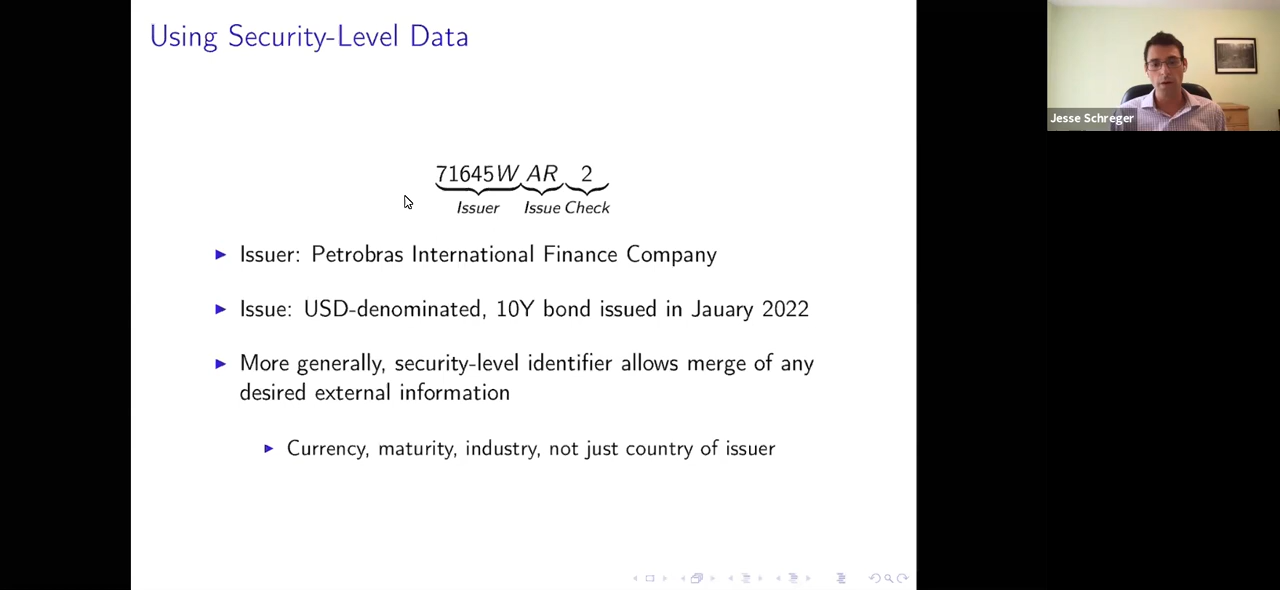 Using Security-Level Data
Jesse Schreger
71645W AR 2
Issuer Issue Check
Issuer: Petrobras International Finance Company
Issue: USD-denominated, 10Y bond issued in Jauary 2022
More generally, security-level identifier allows merge of any
desired external information
Currency, maturity, industry, not just country of issuer